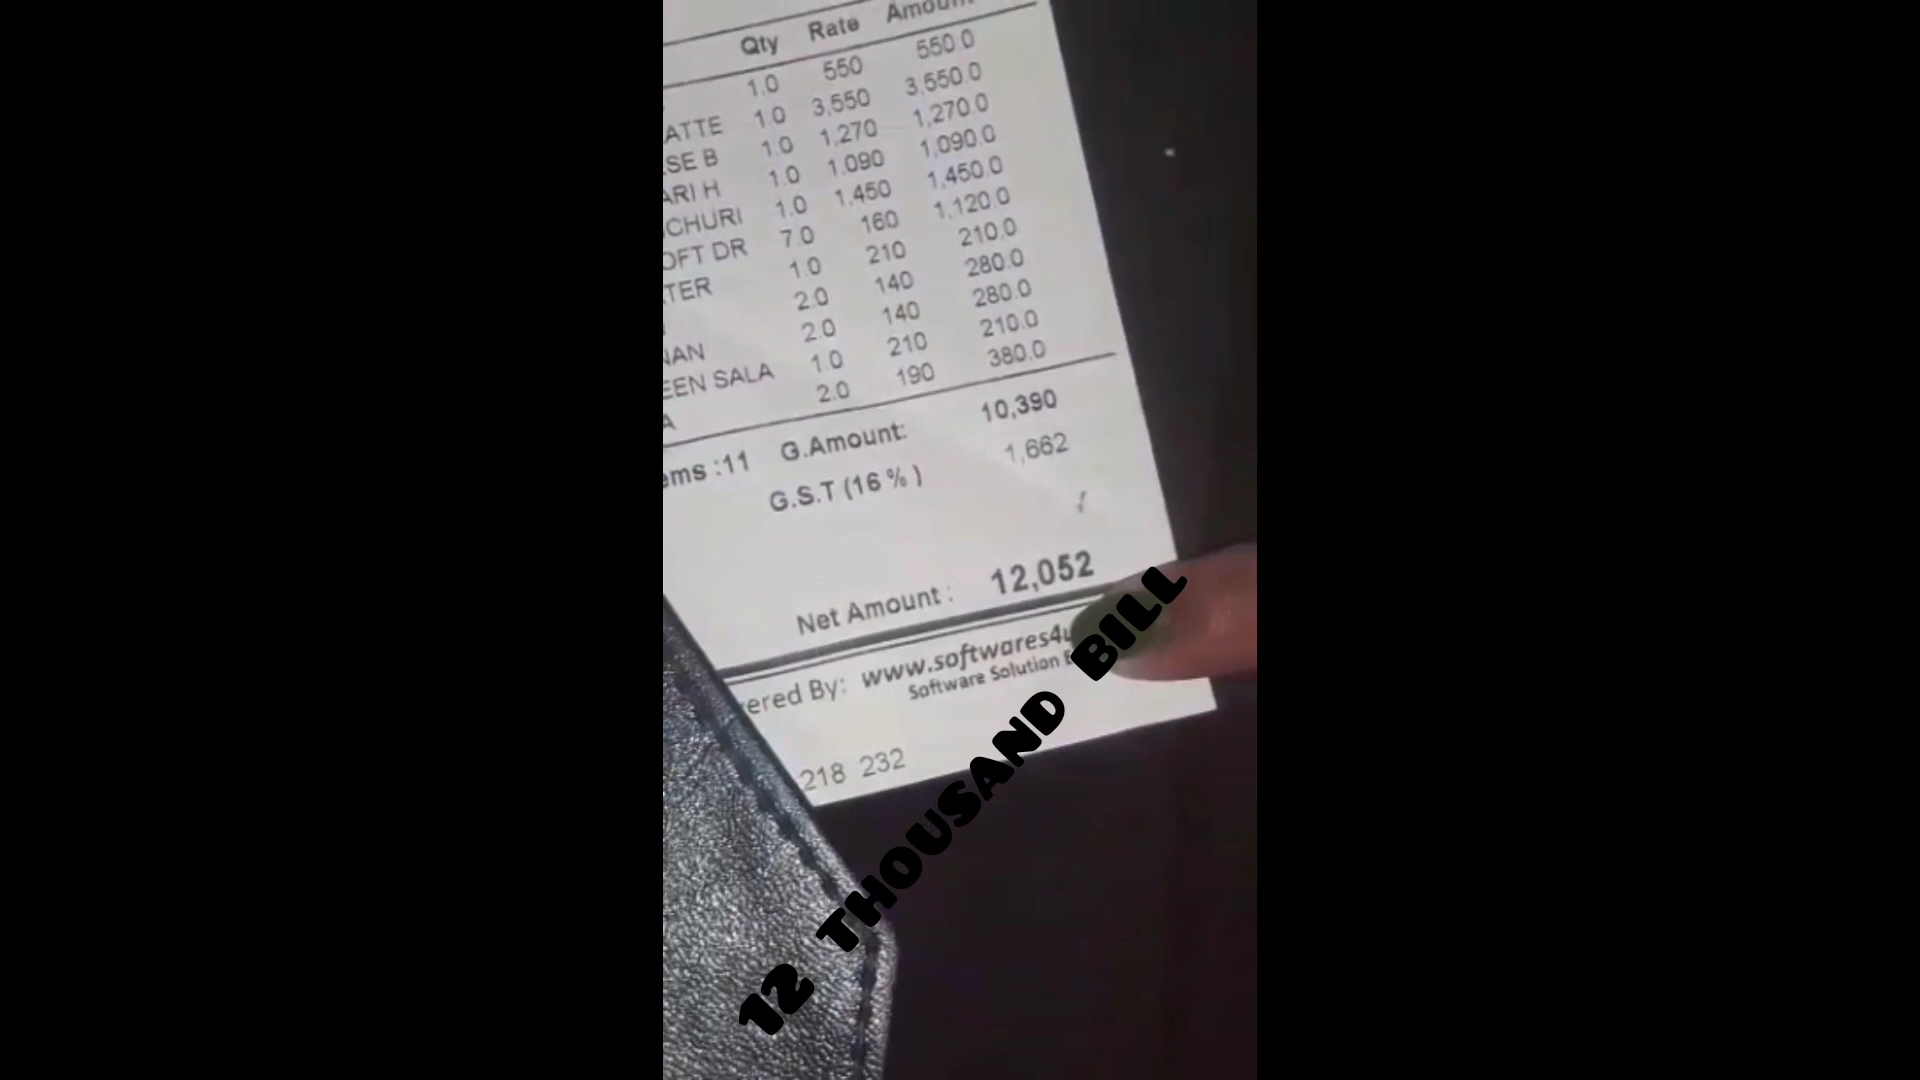 Qty Rate Amount
1.0 550 550.0
ATTE 1.0 3,550 3,550.0
SE B 1.0 1,270 1,270.0
ARI H 1.0 1,090 1,090.0
CHURI 1.0 1,450 1,450.0
OFT DR 7.0 160 1,120.0
TER 1.0 210 210.0
2.0 140 280.0
NAN 2.0 140 280.0
EEN SALA 1.0 210 210.0
A 2.0 190 380.0
ems :11 G.Amount: 10,390
G.S.T (16 % ) 1,662
Net Amount : 12,052
ered By: www.softwares4u
Software Solution
218 232
12 THOUSAND BILL